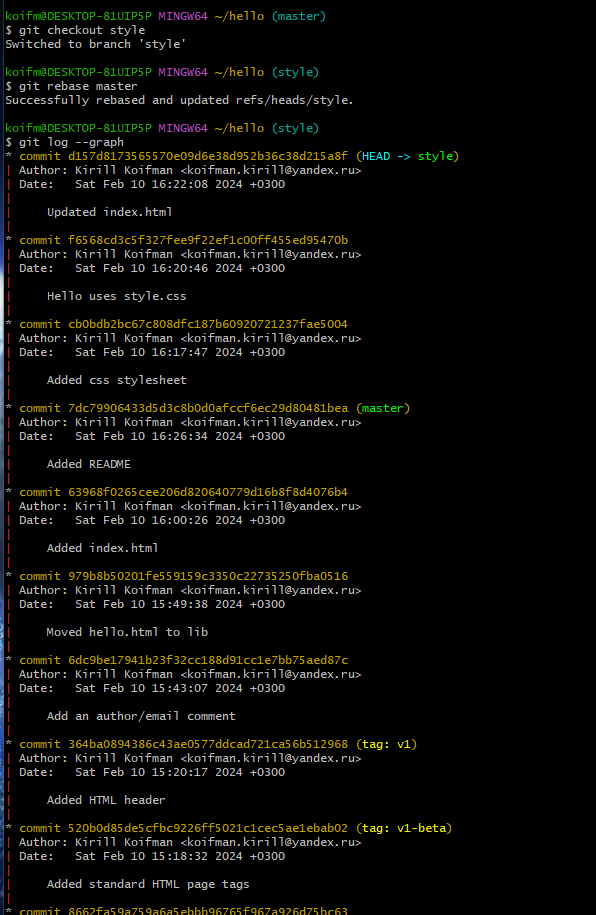 koifm@DESKTOP-81UIP5P MINGW64 ~/hello (master)
$ git checkout style
Switched to branch 'style'
koifm@DESKTOP-81UIP5P MINGW64 ~/hello (style)
$ git rebase master
Successfully rebased and updated refs/heads/style.
koifm@DESKTOP-81UIP5P MINGW64 ~/hello (style)
$ git log --graph
* commit d157d8173565570e09d6e38d952b36c38d215a8f (HEAD -> style)
| Author: Kirill Koifman <koifman.kirill@yandex.ru>
| Date:   Sat Feb 10 16:22:08 2024 +0300
|
|     Updated index.html
|
* commit f6568cd3c5f327fee9f22ef1c00ff455ed95470b
| Author: Kirill Koifman <koifman.kirill@yandex.ru>
| Date:   Sat Feb 10 16:20:46 2024 +0300
|
|     Hello uses style.css
|
* commit cb0bdb2bc67c808dfc187b60920721237fae5004
| Author: Kirill Koifman <koifman.kirill@yandex.ru>
| Date:   Sat Feb 10 16:17:47 2024 +0300
|
|     Added css stylesheet
|
* commit 7dc79906433d5d3c8b0d0afccf6ec29d80481bea (master)
| Author: Kirill Koifman <koifman.kirill@yandex.ru>
| Date:   Sat Feb 10 16:26:34 2024 +0300
|
|     Added README
|
* commit 63968f0265cee206d820640779d16b8f8d4076b4
| Author: Kirill Koifman <koifman.kirill@yandex.ru>
| Date:   Sat Feb 10 16:00:26 2024 +0300
|
|     Added index.html
|
* commit 979b8b50201fe559159c3350c22735250fba0516
| Author: Kirill Koifman <koifman.kirill@yandex.ru>
| Date:   Sat Feb 10 15:49:38 2024 +0300
|
|     Moved hello.html to lib
|
* commit 6dc9be17941b23f32cc188d91cc1e7bb75aed87c
| Author: Kirill Koifman <koifman.kirill@yandex.ru>
| Date:   Sat Feb 10 15:43:07 2024 +0300
|
|     Add an author/email comment
|
* commit 364ba0894386c43ae0577ddcad721ca56b512968 (tag: v1)
| Author: Kirill Koifman <koifman.kirill@yandex.ru>
| Date:   Sat Feb 10 15:20:17 2024 +0300
|
|     Added HTML header
|
* commit 520b0d85de5cfbc9226ff5021c1cec5ae1ebab02 (tag: v1-beta)
| Author: Kirill Koifman <koifman.kirill@yandex.ru>
| Date:   Sat Feb 10 15:18:32 2024 +0300
|
|     Added standard HTML page tags
|
* commit 8662fa59a759a6a5ebbb96765f967a926d75bc63